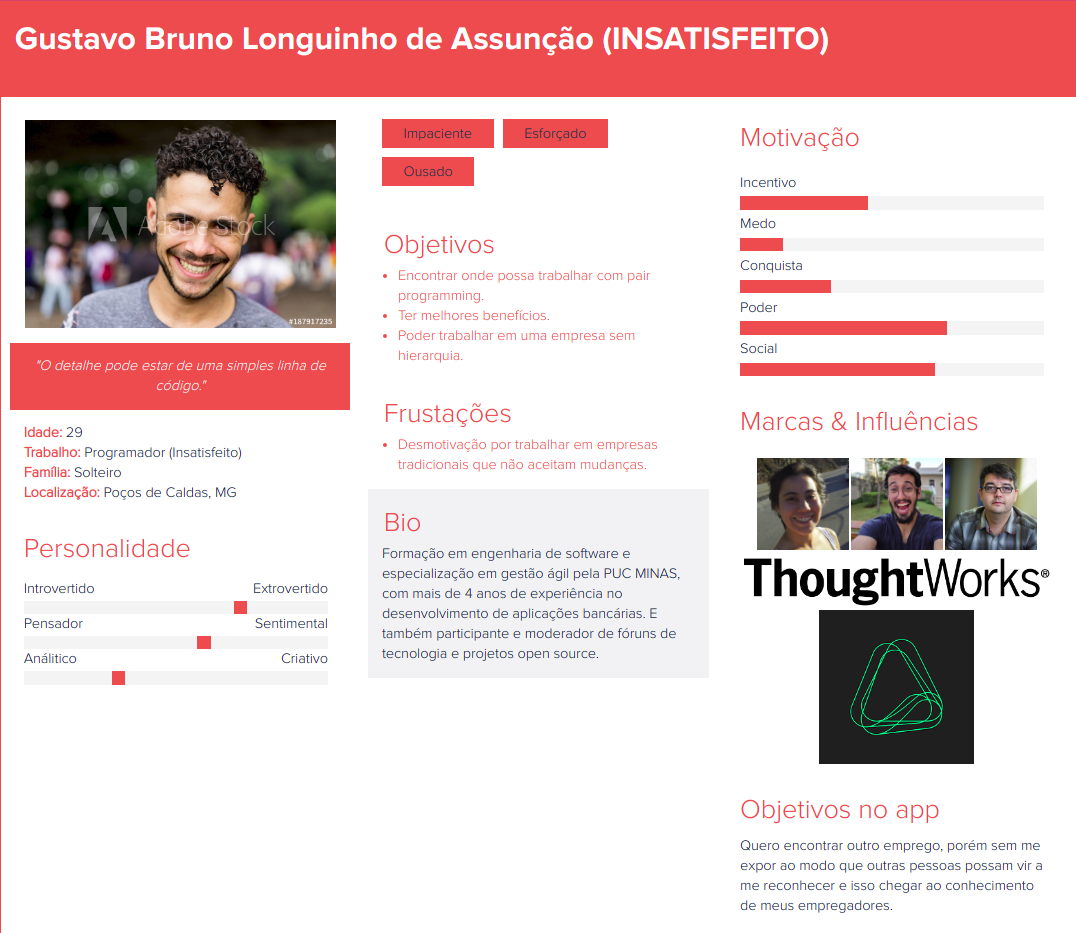 Gustavo Bruno Longuinho de Assunção (INSATISFEITO)
Adobe Stock
#187917235
"O detalhe pode estar de uma simples linha de
código."
Idade: 29
Trabalho: Programador (Insatisfeito)
Família: Solteiro
Localização: Poços de Caldas, MG
Personalidade
Introvertido Extrovertido
Pensador Sentimental
Análitico Criativo
Impaciente Esforçado
Ousado
Objetivos
• Encontrar onde possa trabalhar com pair
programming.
• Ter melhores benefícios.
• Poder trabalhar em uma empresa sem
hierarquia.
Frustações
• Desmotivação por trabalhar em empresas
tradicionais que não aceitam mudanças.
Bio
Formação em engenharia de software e
especialização em gestão ágil pela PUC MINAS,
com mais de 4 anos de experiência no
desenvolvimento de aplicações bancárias. E
também participante e moderador de fóruns de
tecnologia e projetos open source.
Motivação
Incentivo
Medo
Conquista
Poder
Social
Marcas & Influências
ThoughtWorks®
Objetivos no app
Quero encontrar outro emprego, porém sem me
expor ao modo que outras pessoas possam vir a
me reconhecer e isso chegar ao conhecimento
de meus empregadores.